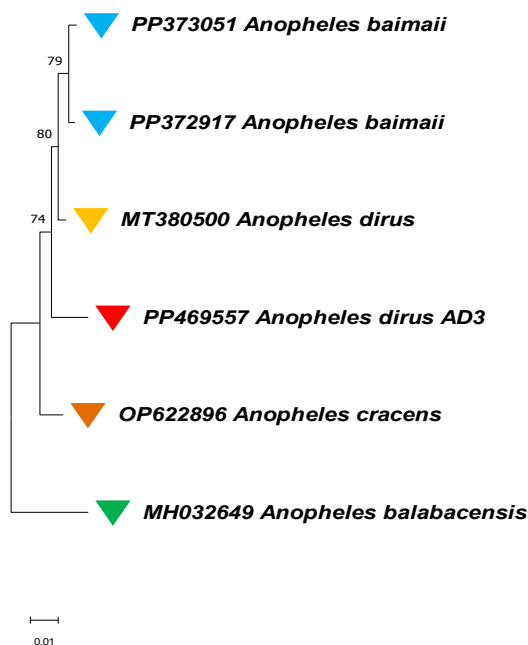 PP373051 Anopheles baimaii
79
PP372917 Anopheles baimaii
80
MT380500 Anopheles dirus
74
PP469557 Anopheles dirus AD3
OP622896 Anopheles cracens
MH032649 Anopheles balabacensis
0.01